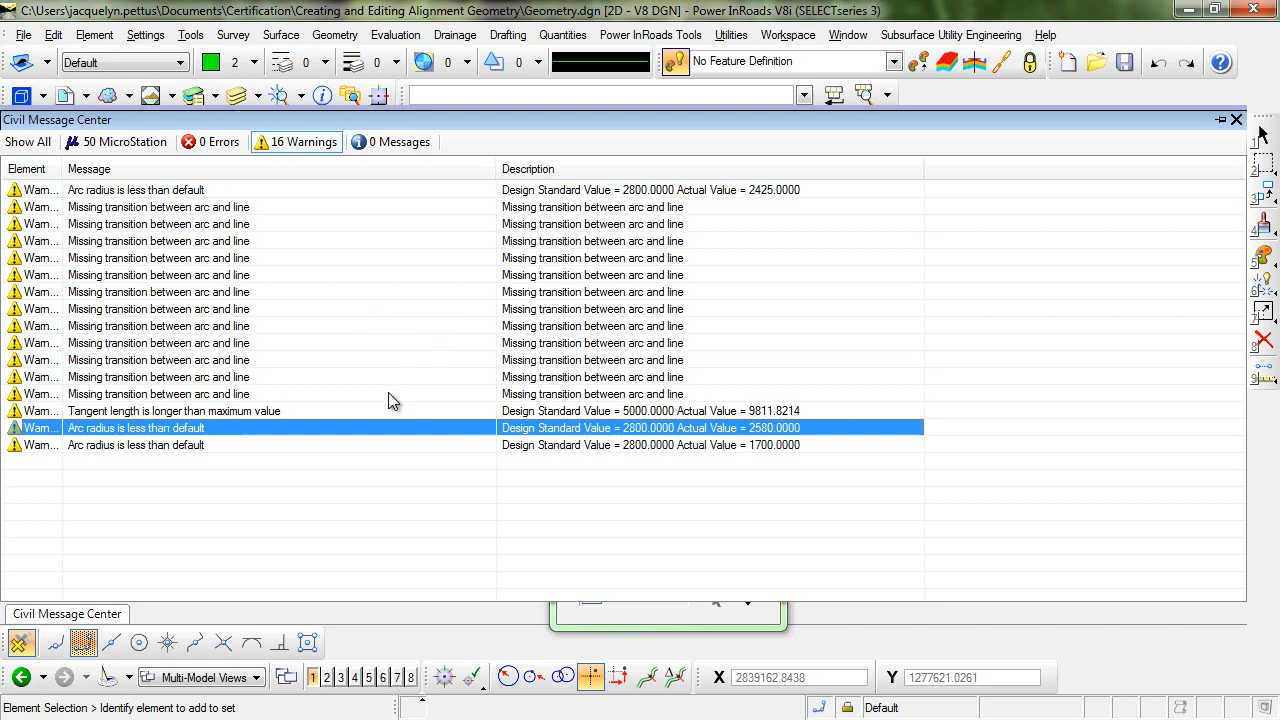 C:\Users\jacquelyn.pettus\Documents\Certification\Creating and Editing Alignment Geometry\Geometry.dgn [2D - V8 DGN] - Power InRoads V8i (SELECTseries 3)
File Edit Element Settings Tools Survey Surface Geometry Evaluation Drainage Drafting Quantities Power InRoads Tools Utilities Workspace Window Subsurface Utility Engineering Help
Default 2 0 0 0 0 No Feature Definition
Civil Message Center
Show All 50 MicroStation 0 Errors 16 Warnings 0 Messages
Element Message Description
Warn... Arc radius is less than default Design Standard Value = 2800.0000 Actual Value = 2425.0000
Warn... Missing transition between arc and line Missing transition between arc and line
Warn... Missing transition between arc and line Missing transition between arc and line
Warn... Missing transition between arc and line Missing transition between arc and line
Warn... Missing transition between arc and line Missing transition between arc and line
Warn... Missing transition between arc and line Missing transition between arc and line
Warn... Missing transition between arc and line Missing transition between arc and line
Warn... Missing transition between arc and line Missing transition between arc and line
Warn... Missing transition between arc and line Missing transition between arc and line
Warn... Missing transition between arc and line Missing transition between arc and line
Warn... Missing transition between arc and line Missing transition between arc and line
Warn... Missing transition between arc and line Missing transition between arc and line
Warn... Missing transition between arc and line Missing transition between arc and line
Warn... Tangent length is longer than maximum value Design Standard Value = 5000.0000 Actual Value = 9811.8214
Warn... Arc radius is less than default Design Standard Value = 2800.0000 Actual Value = 2580.0000
Warn... Arc radius is less than default Design Standard Value = 2800.0000 Actual Value = 1700.0000
Civil Message Center
Multi-Model Views 1 2 3 4 5 6 7 8 X 2839162.8438 Y 1277621.0261
Element Selection > Identify element to add to set Default
1
2
3
4
5
6
7
8
9